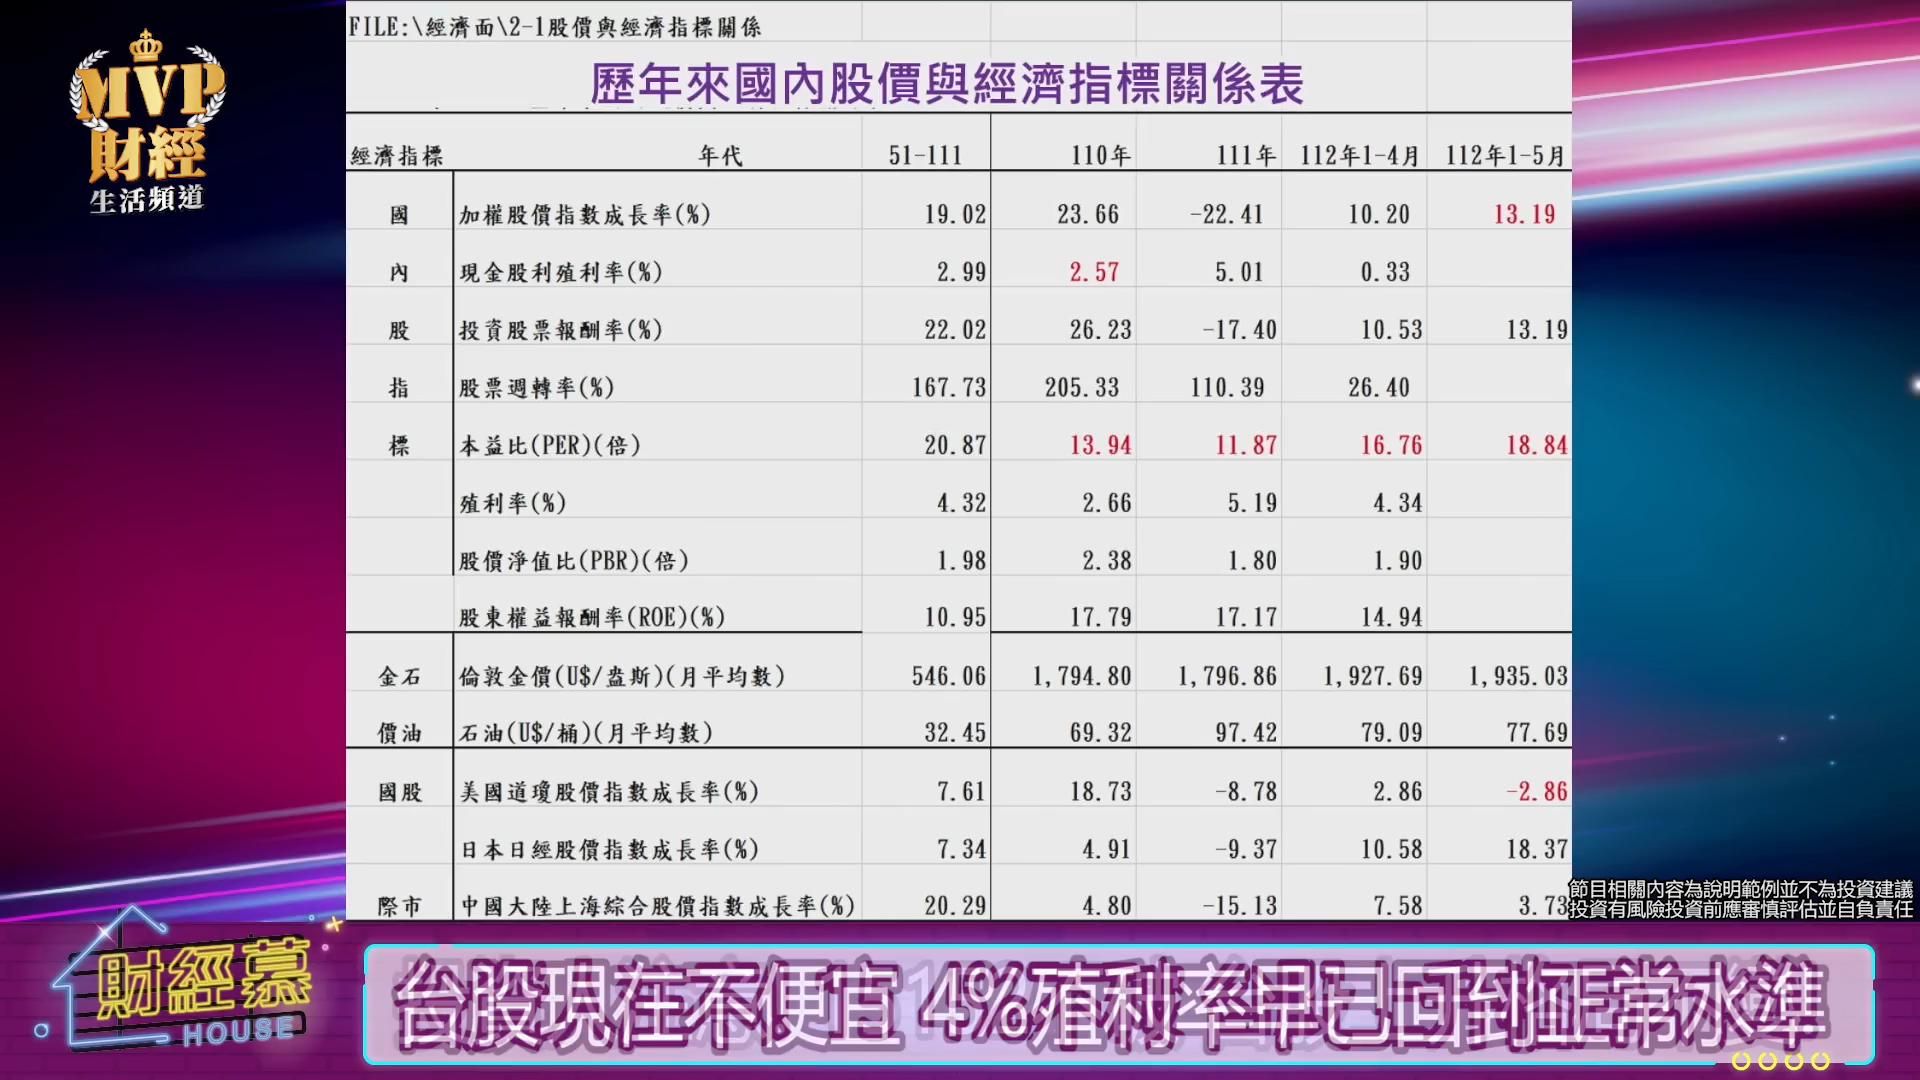 MVP
財經
生活頻道
FILE:\經濟面\2-1股價與經濟指標關係
歷年來國內股價與經濟指標關係表
經濟指標 年代 51-111 110年 111年 112年1-4月 112年1-5月
國 加權股價指數成長率(%) 19.02 23.66 -22.41 10.20 13.19
內 現金股利殖利率(%) 2.99 2.57 5.01 0.33
股 投資股票報酬率(%) 22.02 26.23 -17.40 10.53 13.19
指 股票週轉率(%) 167.73 205.33 110.39 26.40
標 本益比(PER)(倍) 20.87 13.94 11.87 16.76 18.84
殖利率(%) 4.32 2.66 5.19 4.34
股價淨值比(PBR)(倍) 1.98 2.38 1.80 1.90
股東權益報酬率(ROE)(%) 10.95 17.79 17.17 14.94
金石 倫敦金價(U$/盎斯)(月平均數) 546.06 1,794.80 1,796.86 1,927.69 1,935.03
價油 石油(U$/桶)(月平均數) 32.45 69.32 97.42 79.09 77.69
國股 美國道瓊股價指數成長率(%) 7.61 18.73 -8.78 2.86 -2.86
日本日經股價指數成長率(%) 7.34 4.91 -9.37 10.58 18.37
際市 中國大陸上海綜合股價指數成長率(%) 20.29 4.80 -15.13 7.58 3.73
節目相關內容為說明範例並不為投資建議
投資有風險投資前應審慎評估並自負責任
財經慕
HOUSE
台股現在不便宜 4%殖利率早已回到正常水準